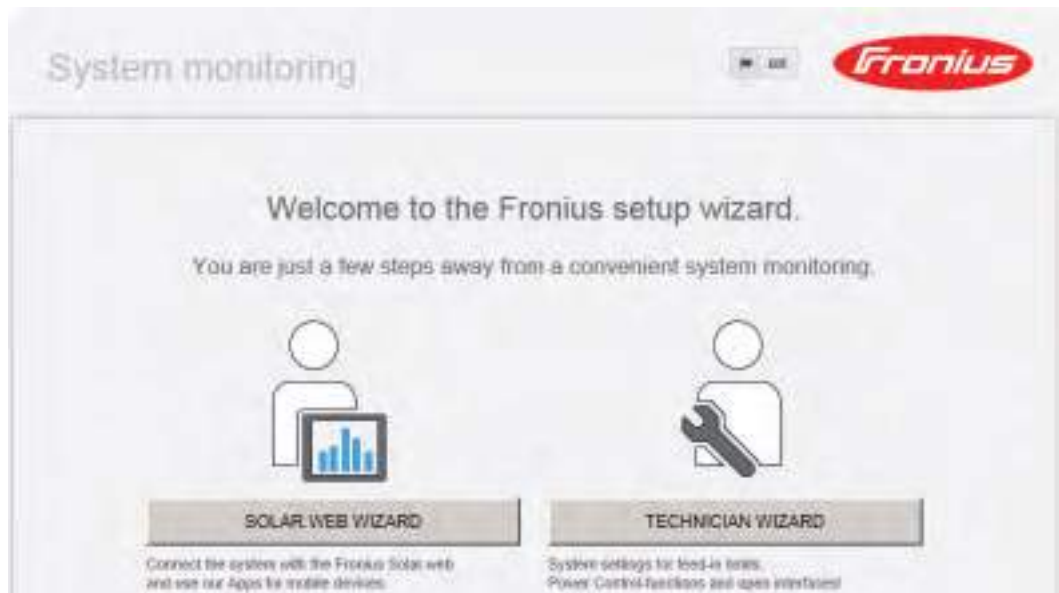 System monitoring
Fronius
Welcome to the Fronius setup wizard.
You are just a few steps away from a convenient system monitoring.
SOLAR WEB WIZARD
TECHNICIAN WIZARD
Connect the system with the Fronius Solar web
and use our Apps for mobile devices.
System settings for feed-in limits,
Power Control-functions and open interfaces!